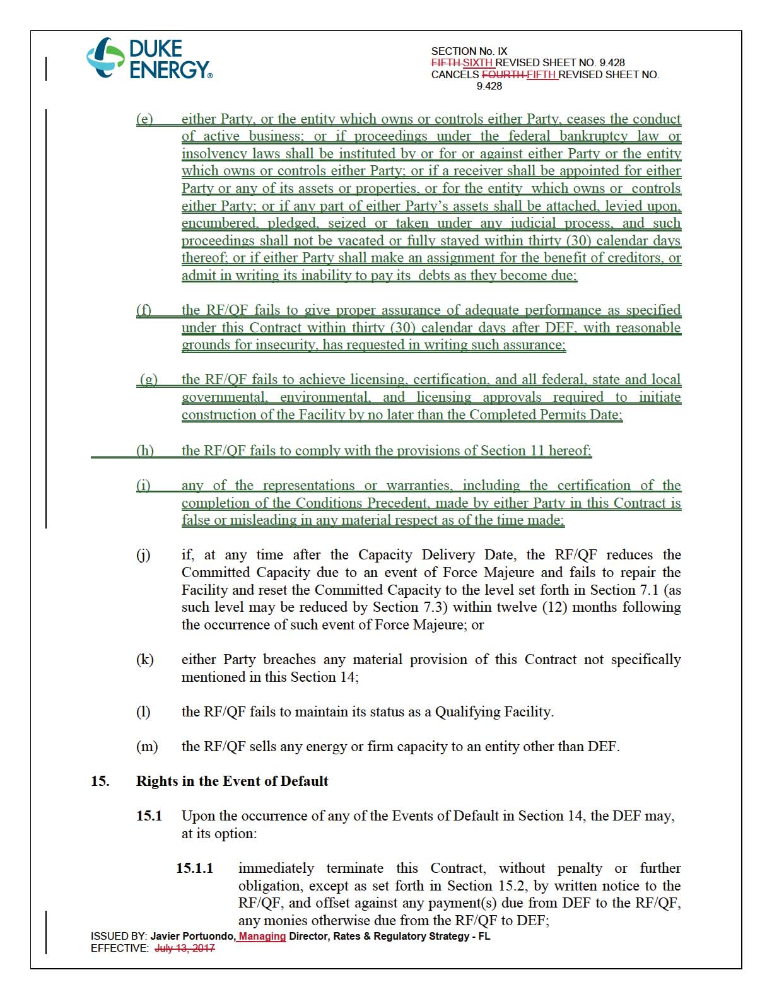 DUKE
ENERGY®
SECTION No. IX
FIFTH SIXTH REVISED SHEET NO. 9.428
CANCELS FOURTH FIFTH REVISED SHEET NO.
9.428
(e) either Party, or the entity which owns or controls either Party, ceases the conduct
of active business; or if proceedings under the federal bankruptcy law or
insolvency laws shall be instituted by or for or against either Party or the entity
which owns or controls either Party; or if a receiver shall be appointed for either
Party or any of its assets or properties, or for the entity which owns or controls
either Party; or if any part of either Party's assets shall be attached, levied upon,
encumbered, pledged, seized or taken under any judicial process, and such
proceedings shall not be vacated or fully stayed within thirty (30) calendar days
thereof; or if either Party shall make an assignment for the benefit of creditors, or
admit in writing its inability to pay its debts as they become due;
(f) the RF/QF fails to give proper assurance of adequate performance as specified
under this Contract within thirty (30) calendar days after DEF, with reasonable
grounds for insecurity, has requested in writing such assurance;
(g) the RF/QF fails to achieve licensing, certification, and all federal, state and local
governmental, environmental, and licensing approvals required to initiate
construction of the Facility by no later than the Completed Permits Date;
(h) the RF/QF fails to comply with the provisions of Section 11 hereof;
(i) any of the representations or warranties, including the certification of the
completion of the Conditions Precedent, made by either Party in this Contract is
false or misleading in any material respect as of the time made;
(j) if, at any time after the Capacity Delivery Date, the RF/QF reduces the
Committed Capacity due to an event of Force Majeure and fails to repair the
Facility and reset the Committed Capacity to the level set forth in Section 7.1 (as
such level may be reduced by Section 7.3) within twelve (12) months following
the occurrence of such event of Force Majeure; or
(k) either Party breaches any material provision of this Contract not specifically
mentioned in this Section 14;
(l) the RF/QF fails to maintain its status as a Qualifying Facility.
(m) the RF/QF sells any energy or firm capacity to an entity other than DEF.
15. Rights in the Event of Default
15.1 Upon the occurrence of any of the Events of Default in Section 14, the DEF may,
at its option:
15.1.1 immediately terminate this Contract, without penalty or further
obligation, except as set forth in Section 15.2, by written notice to the
RF/QF, and offset against any payment(s) due from DEF to the RF/QF,
any monies otherwise due from the RF/QF to DEF;
ISSUED BY: Javier Portuondo, Managing Director, Rates & Regulatory Strategy - FL
EFFECTIVE: July 13, 2017